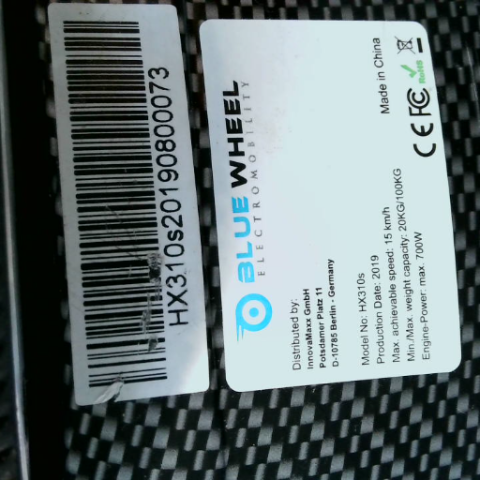 HX310s20190800073
BLUE WHEEL
ELECTROMOBILITY
Distributed by:
InnovaMaxx GmbH
Potsdamer Platz 11
D-10785 Berlin - Germany
Model No: HX310s
Production Date: 2019
Max. achievable speed: 15 km/h
Min./Max. weight capacity: 20KG/100KG
Engine-Power: max. 700W
CE FC
RoHS
Made in China